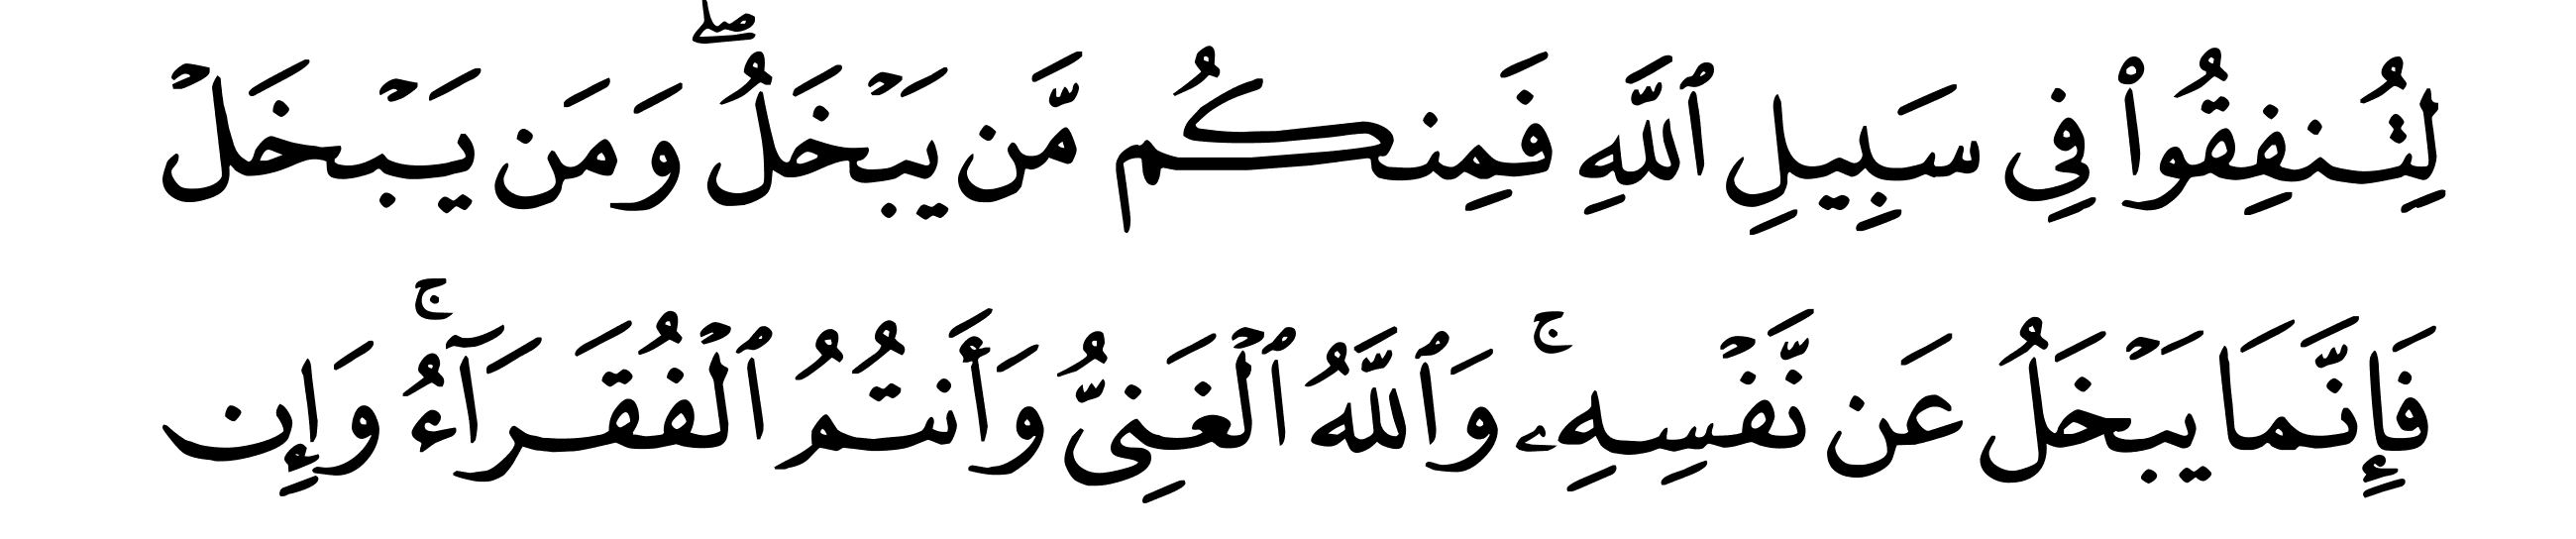 لِتُنفِقُوا۟ فِى سَبِيلِ ٱللَّهِ فَمِنكُم مَّن يَبْخَلُ ۖ وَمَن يَبْخَلْ
فَإِنَّمَا يَبْخَلُ عَن نَّفْسِهِۦ ۚ وَٱللَّهُ ٱلْغَنِىُّ وَأَنتُمُ ٱلْفُقَرَآءُ ۚ وَإِن